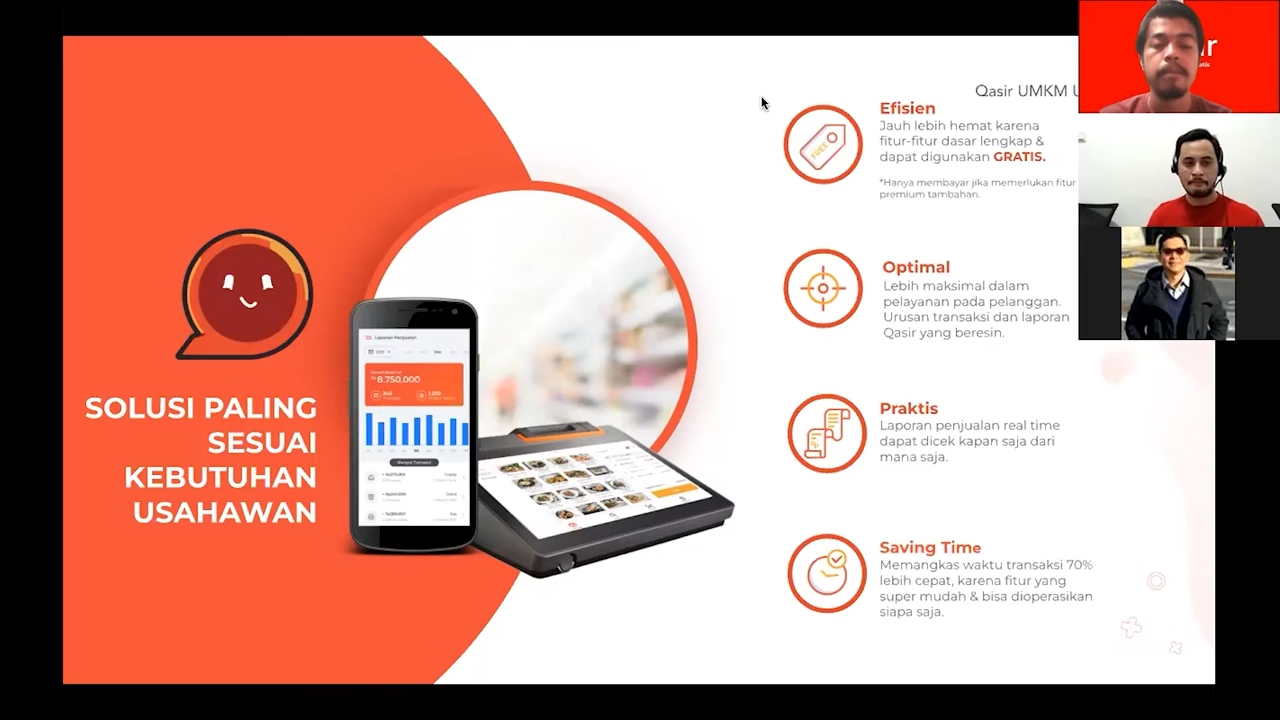 Qasir UMKM
SOLUSI PALING
SESUAI
KEBUTUHAN
USAHAWAN
Laporan Penjualan
8.750.000
Efisien
Jauh lebih hemat karena
fitur-fitur dasar lengkap &
dapat digunakan GRATIS.
*Hanya membayar jika memerlukan fitur
premium tambahan.
FREE
Optimal
Lebih maksimal dalam
pelayanan pada pelanggan.
Urusan transaksi dan laporan
Qasir yang beresin.
Praktis
Laporan penjualan real time
dapat dicek kapan saja dari
mana saja.
Saving Time
Memangkas waktu transaksi 70%
lebih cepat, karena fitur yang
super mudah & bisa dioperasikan
siapa saja.